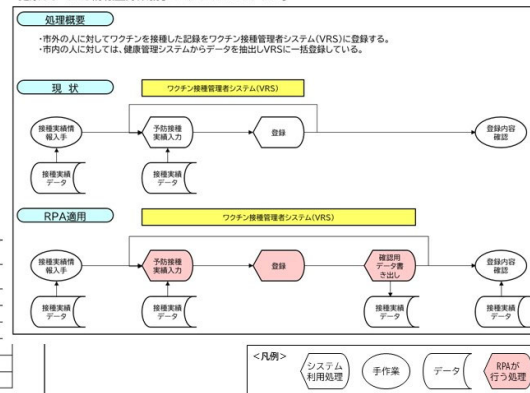 処理概要
・市外の人に対してワクチンを接種した記録をワクチン接種管理者システム(VRS)に登録する。
・市内の人に対しては、健康管理システムからデータを抽出しVRSに一括登録している。
現 状
ワクチン接種管理者システム(VRS)
接種実績情
報入手
予防接種
実績入力
登録
登録内容
確認
接種実績
データ
接種実績
データ
RPA適用
ワクチン接種管理者システム(VRS)
接種実績情
報入手
予防接種
実績入力
登録
確認用
データ書
き出し
登録内容
確認
接種実績
データ
接種実績
データ
接種実績
データ
接種実績
データ
<凡例>
システム
利用処理
手作業
データ
RPAが
行う処理